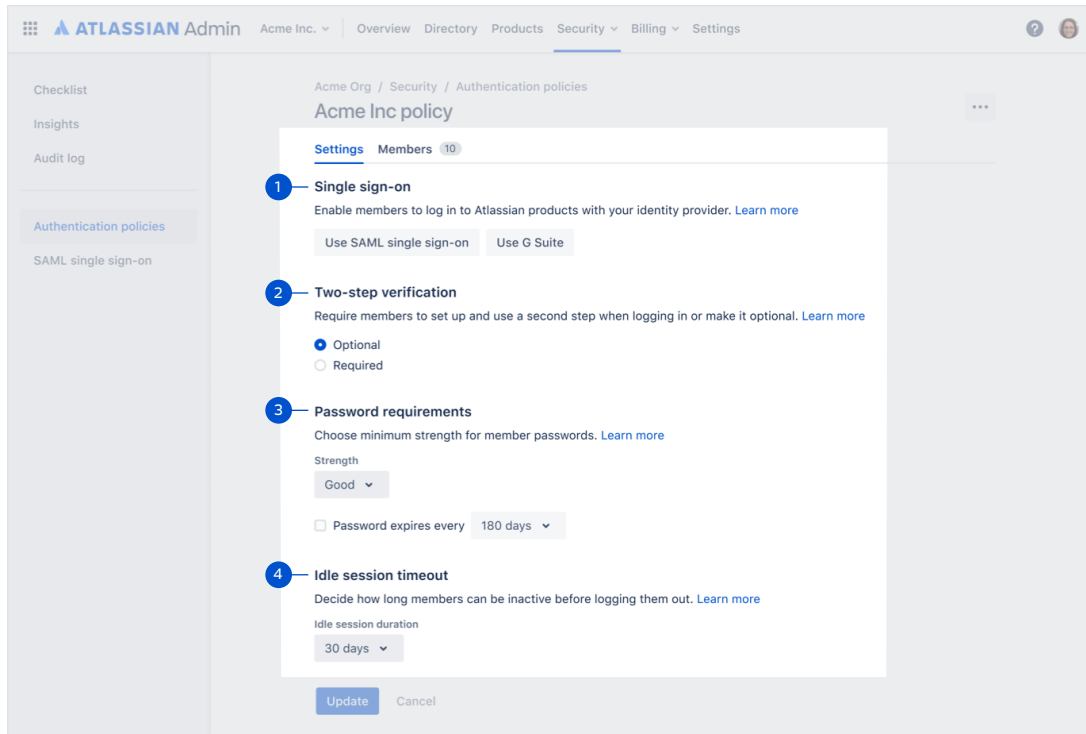 ATLASSIAN Admin Acme Inc. Overview Directory Products Security Billing Settings ?
Checklist
Insights
Audit log
Authentication policies
SAML single sign-on
Acme Org / Security / Authentication policies
Acme Inc policy
Settings Members 10
1 Single sign-on
Enable members to log in to Atlassian products with your identity provider. Learn more
Use SAML single sign-on Use G Suite
2 Two-step verification
Require members to set up and use a second step when logging in or make it optional. Learn more
Optional
Required
3 Password requirements
Choose minimum strength for member passwords. Learn more
Strength
Good
Password expires every 180 days
4 Idle session timeout
Decide how long members can be inactive before logging them out. Learn more
Idle session duration
30 days
Update Cancel